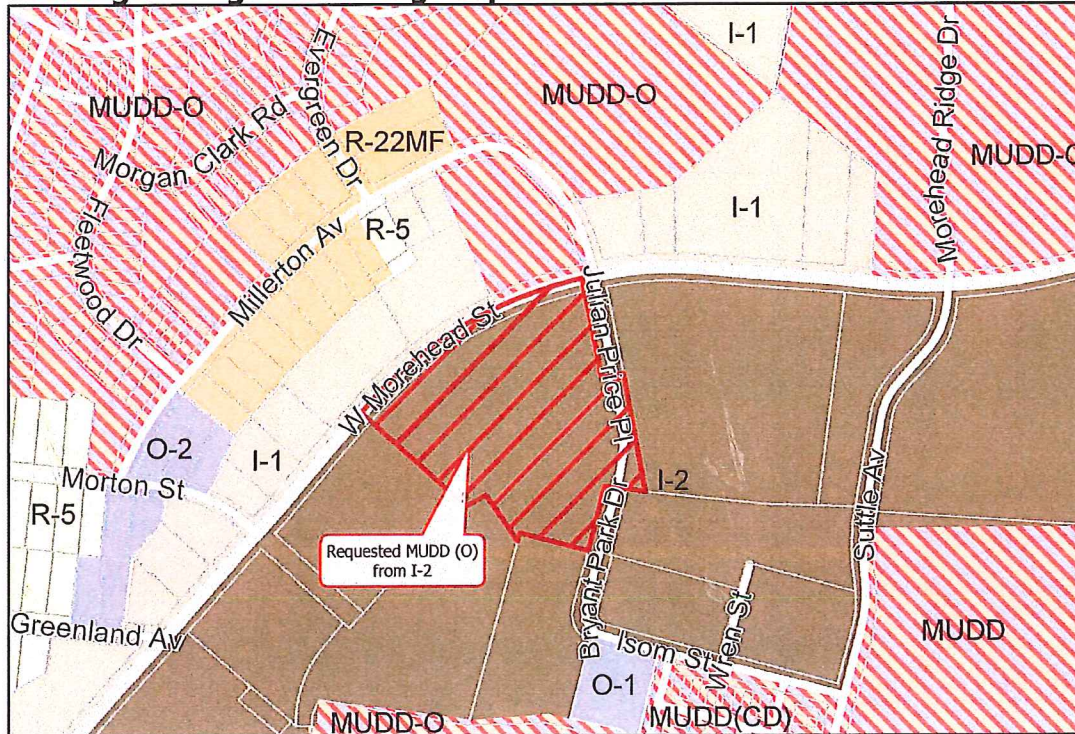 I-1
MUDD-O
Evergreen Dr
MUDD-O
Morehead Ridge Dr
R-22MF
Morgan Clark Rd
MUDD-O
I-1
Fleetwood Dr
Millerton Av
R-5
Julian Price Pl
W Morehead St
O-2
I-1
Morton St
I-2
R-5
Requested MUDD (O)
from I-2
Suttle Av
Bryant Park Dr
Greenland Av
Isom St
Wren St
MUDD
O-1
MUDD-O
MUDD(CD)